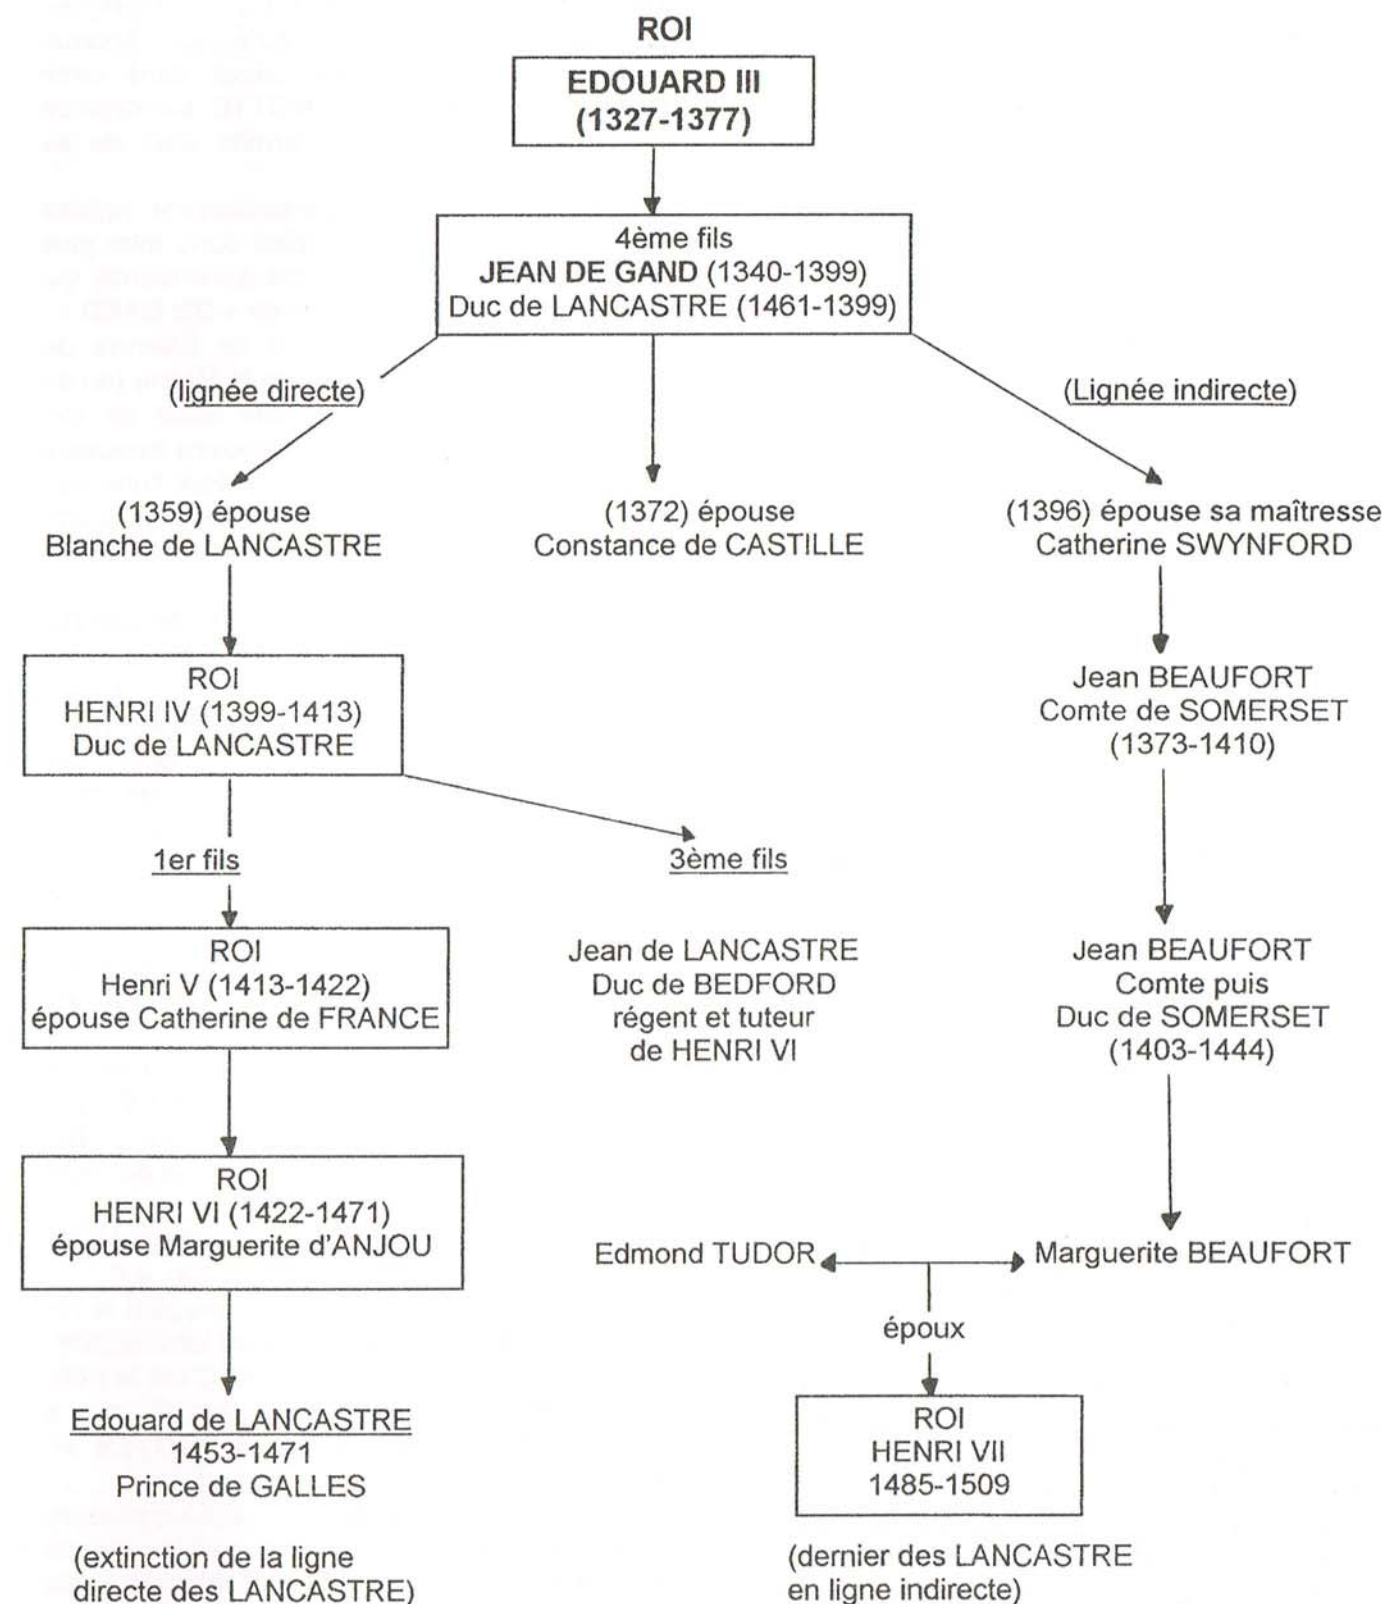 ROI
EDOUARD III
(1327-1377)
4ème fils
JEAN DE GAND (1340-1399)
Duc de LANCASTRE (1461-1399)
(lignée directe)
(Lignée indirecte)
(1359) épouse
Blanche de LANCASTRE
(1372) épouse
Constance de CASTILLE
(1396) épouse sa maîtresse
Catherine SWYNFORD
ROI
HENRI IV (1399-1413)
Duc de LANCASTRE
Jean BEAUFORT
Comte de SOMERSET
(1373-1410)
1er fils
3ème fils
ROI
Henri V (1413-1422)
épouse Catherine de FRANCE
Jean de LANCASTRE
Duc de BEDFORD
régent et tuteur
de HENRI VI
Jean BEAUFORT
Comte puis
Duc de SOMERSET
(1403-1444)
ROI
HENRI VI (1422-1471)
épouse Marguerite d'ANJOU
Edmond TUDOR
Marguerite BEAUFORT
époux
Edouard de LANCASTRE
1453-1471
Prince de GALLES
ROI
HENRI VII
1485-1509
(extinction de la ligne
directe des LANCASTRE)
(dernier des LANCASTRE
en ligne indirecte)